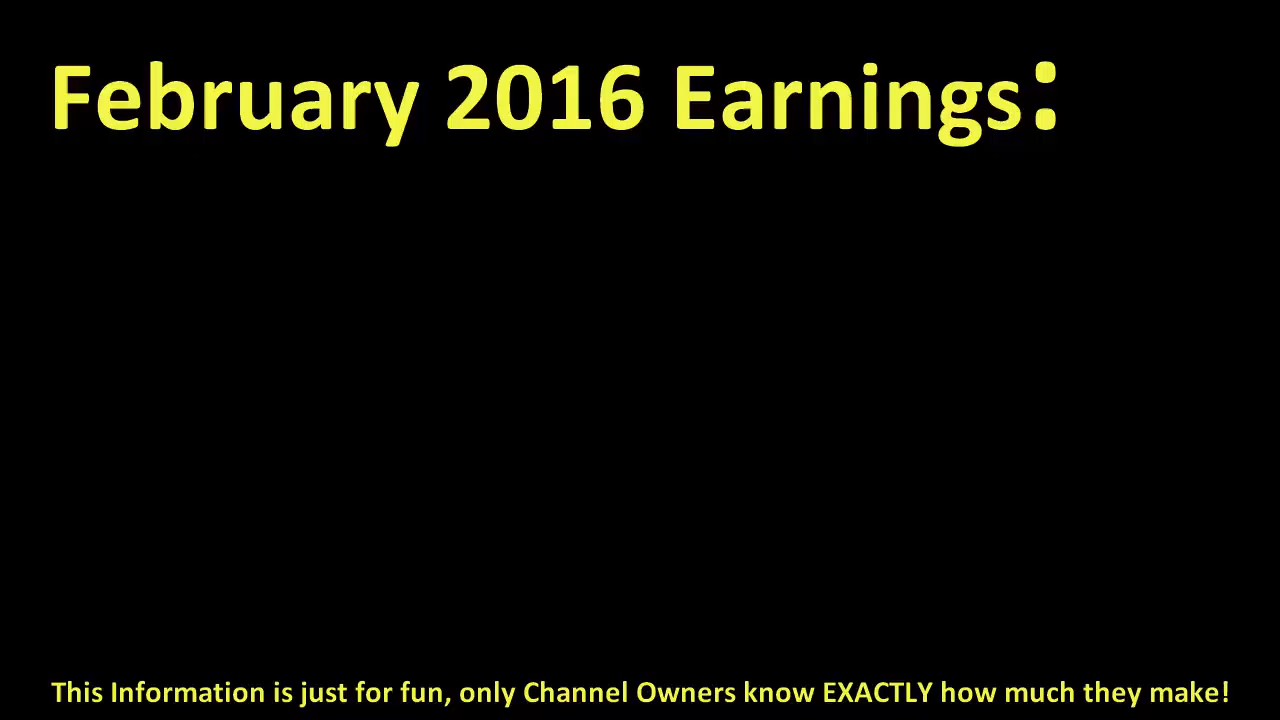 February 2016 Earnings:
This Information is just for fun, only Channel Owners know EXACTLY how much they make!